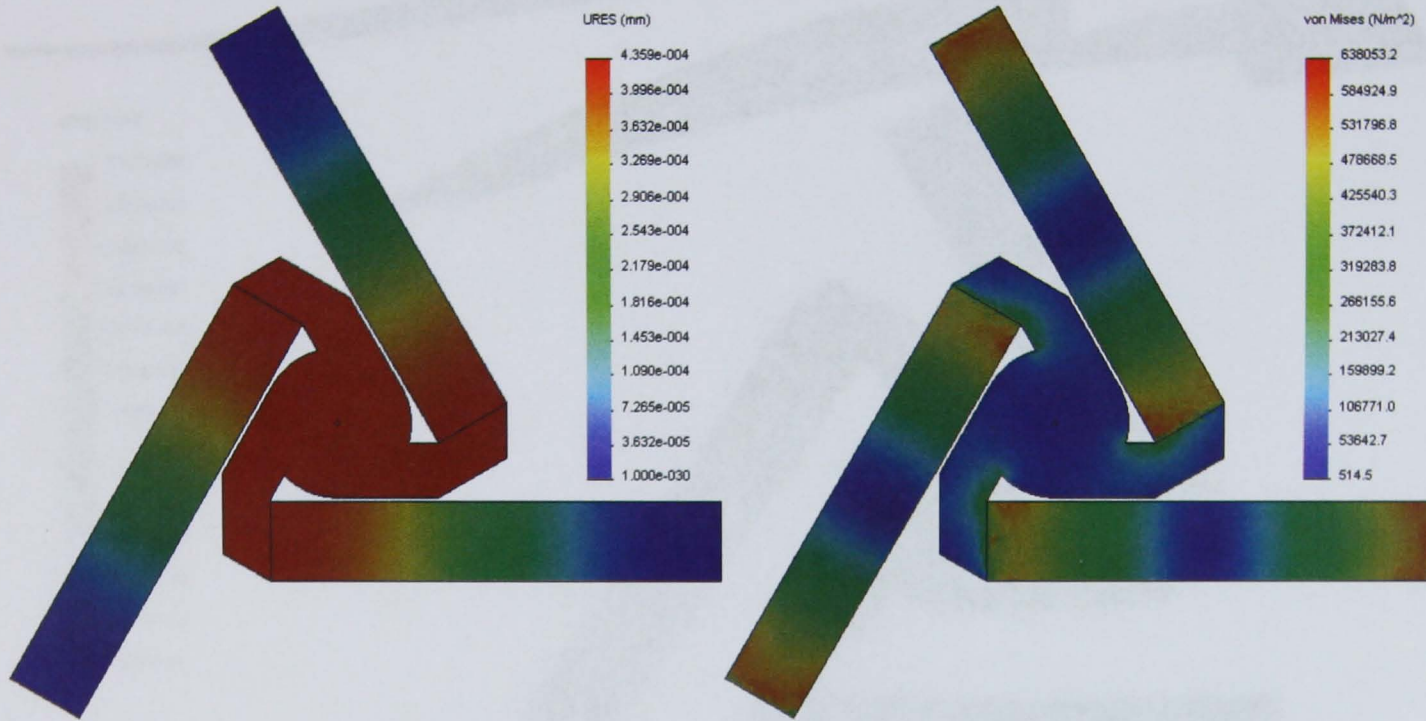 URES (mm)
4.359e-004
3.996e-004
3.632e-004
3.269e-004
2.906e-004
2.543e-004
2.179e-004
1.816e-004
1.453e-004
1.090e-004
7.265e-005
3.632e-005
1.000e-030
von Mises (N/m^2)
638053.2
584924.9
531796.8
478668.5
425540.3
372412.1
319283.8
266155.6
213027.4
159899.2
106771.0
53642.7
514.5